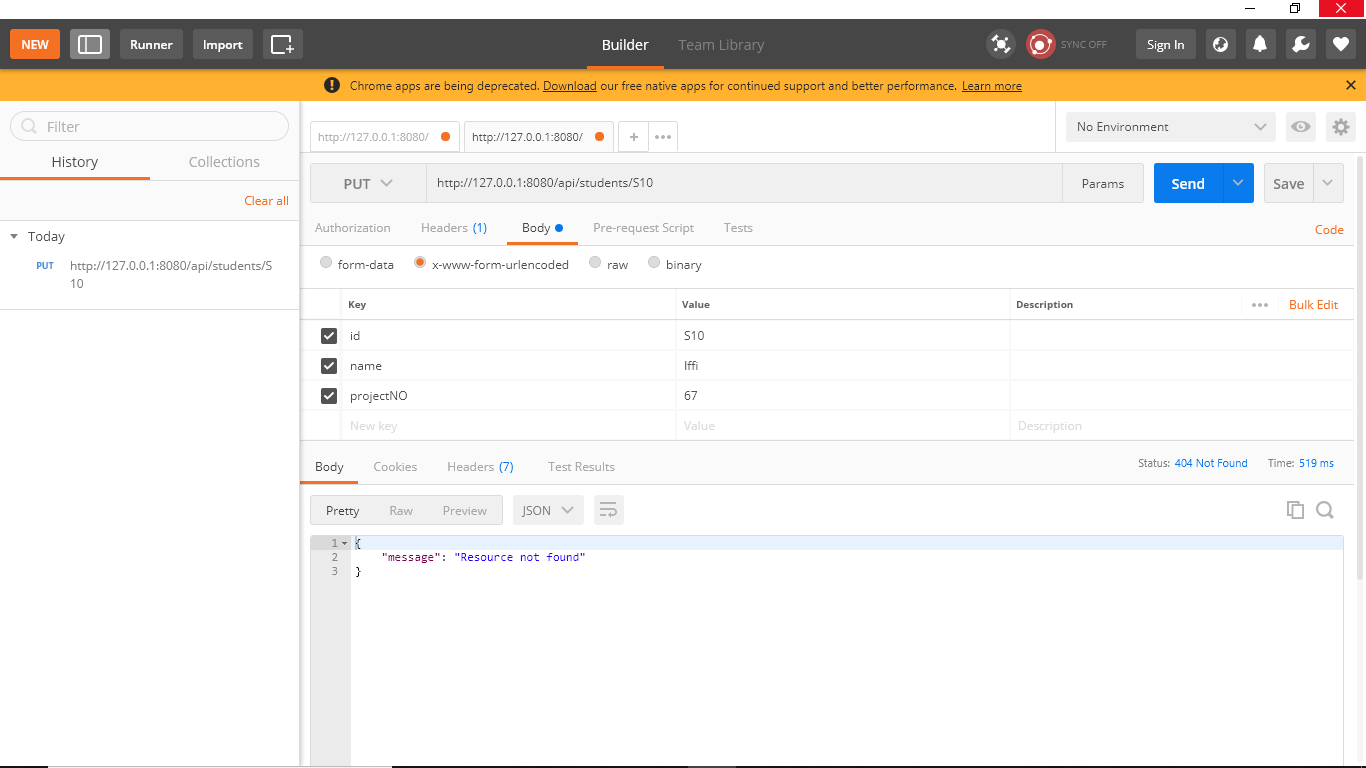 NEW Runner Import Builder Team Library SYNC OFF Sign In
! Chrome apps are being deprecated. Download our free native apps for continued support and better performance. Learn more
Filter
History Collections
Clear all
Today
PUT http://127.0.0.1:8080/api/students/S
10
http://127.0.0.1:8080/ http://127.0.0.1:8080/ + ••• No Environment
PUT http://127.0.0.1:8080/api/students/S10 Params Send Save
Authorization Headers (1) Body Pre-request Script Tests Code
form-data x-www-form-urlencoded raw binary
Key Value Description ••• Bulk Edit
id S10
name Iffi
projectNO 67
New key Value Description
Body Cookies Headers (7) Test Results Status: 404 Not Found Time: 519 ms
Pretty Raw Preview JSON
1 {
2 "message": "Resource not found"
3 }